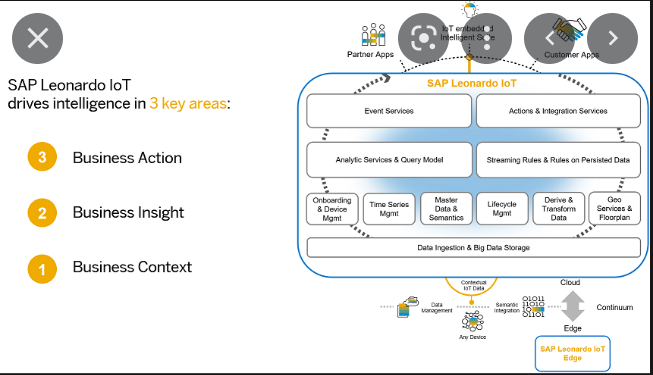 SAP Leonardo IoT
drives intelligence in 3 key areas:
3 Business Action
2 Business Insight
1 Business Context
IoT embedded
Intelligent
Partner Apps
Customer Apps
SAP Leonardo IoT
Event Services
Actions & Integration Services
Analytic Services & Query Model
Streaming Rules & Rules on Persisted Data
Onboarding
& Device
Mgmt
Time Series
Mgmt
Master
Data &
Semantics
Lifecycle
Mgmt
Derive &
Transform
Data
Geo
Services &
Floorplan
Data Ingestion & Big Data Storage
Contextual
IoT Data
Data
Management
Semantic
Integration
01011
11010
01101
Any Device
Cloud
Continuum
Edge
SAP Leonardo IoT
Edge